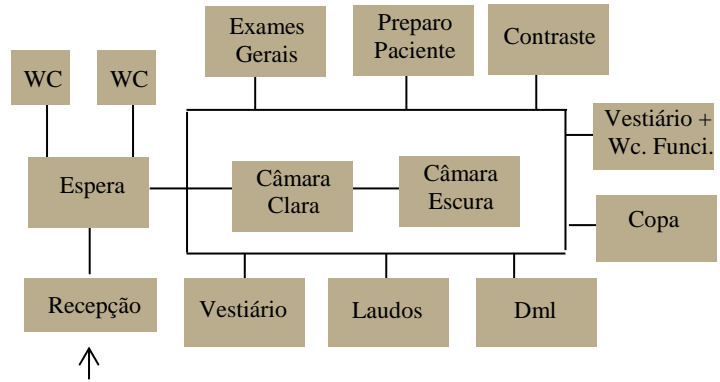 Exames
Gerais
Preparo
Paciente
Contraste
WC
WC
Vestiário +
Wc. Funci.
Espera
Câmara
Clara
Câmara
Escura
Copa
Recepção
Vestiário
Laudos
Dml